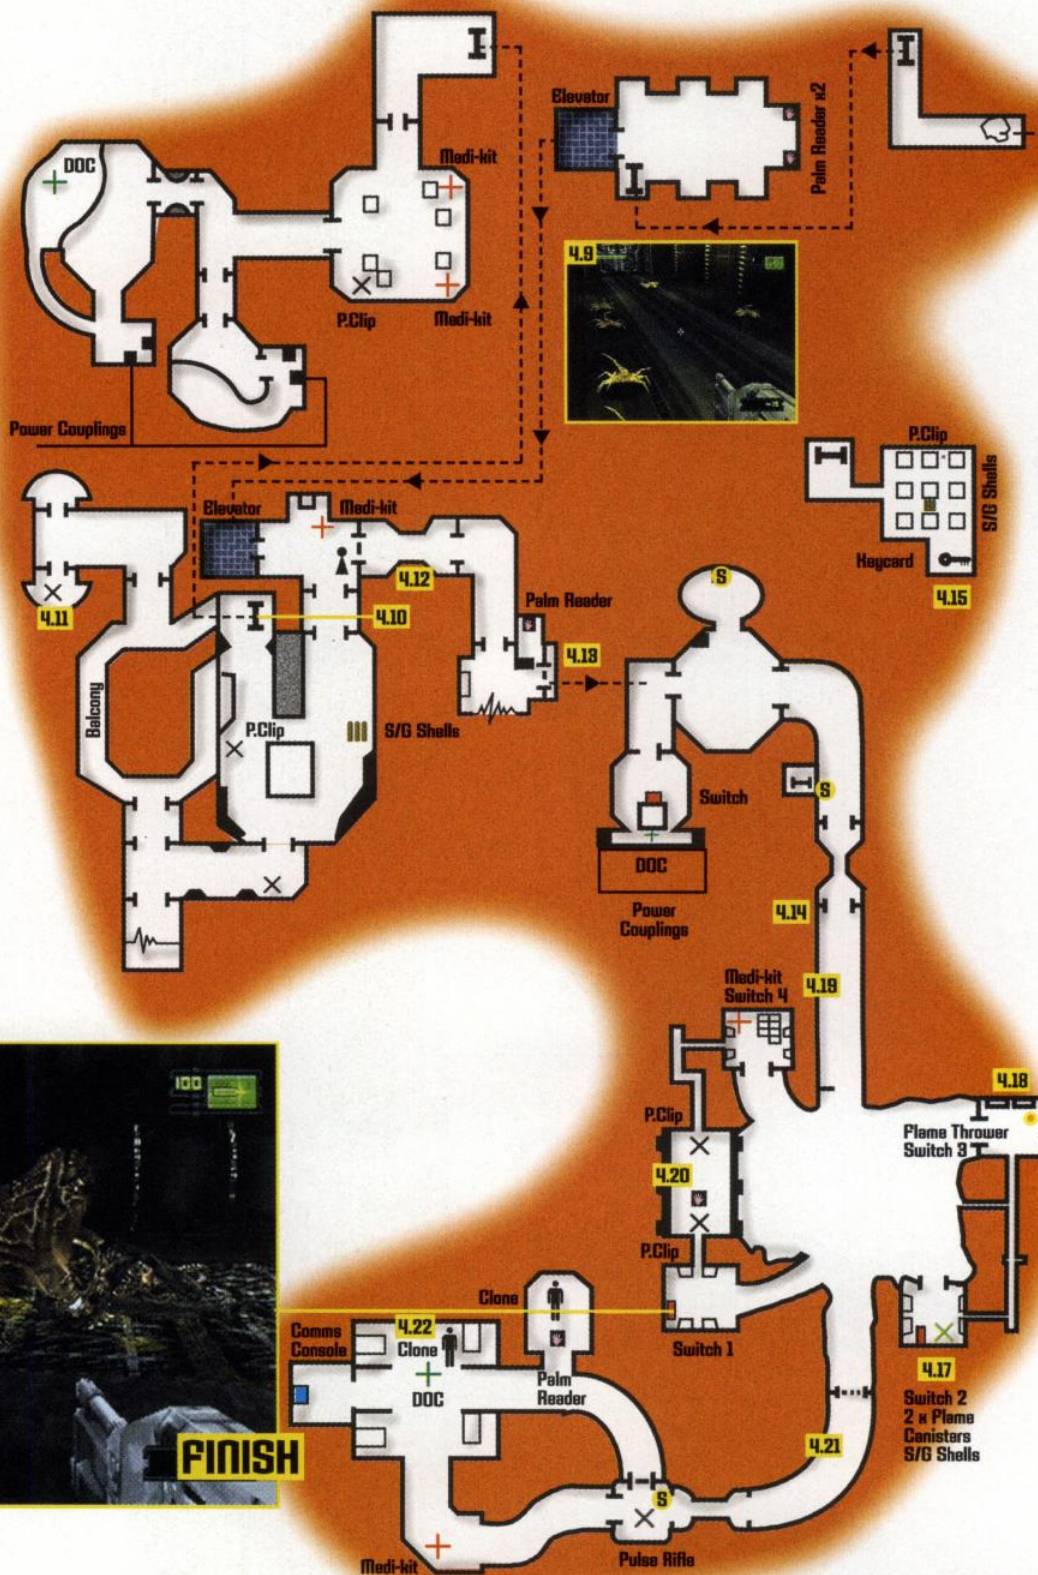 DOC
Medi-kit
P.Clip
Medi-kit
Power Couplings
Elevator
Palm Reader x2
4.9
P.Clip
S/G Shells
Keycard
4.15
Elevator
Medi-kit
4.11
4.12
4.10
Palm Reader
4.13
Balcony
P.Clip
S/G Shells
S
Switch
S
DOC
Power
Couplings
4.14
Medi-kit
Switch 4
4.19
4.18
Flame Thrower
Switch 3
P.Clip
4.20
P.Clip
Switch 1
4.17
Switch 2
2 x Flame
Canisters
S/G Shells
100
FINISH
Clone
Comms
Console
4.22
Clone
DOC
Palm
Reader
4.21
S
Pulse Rifle
Medi-kit